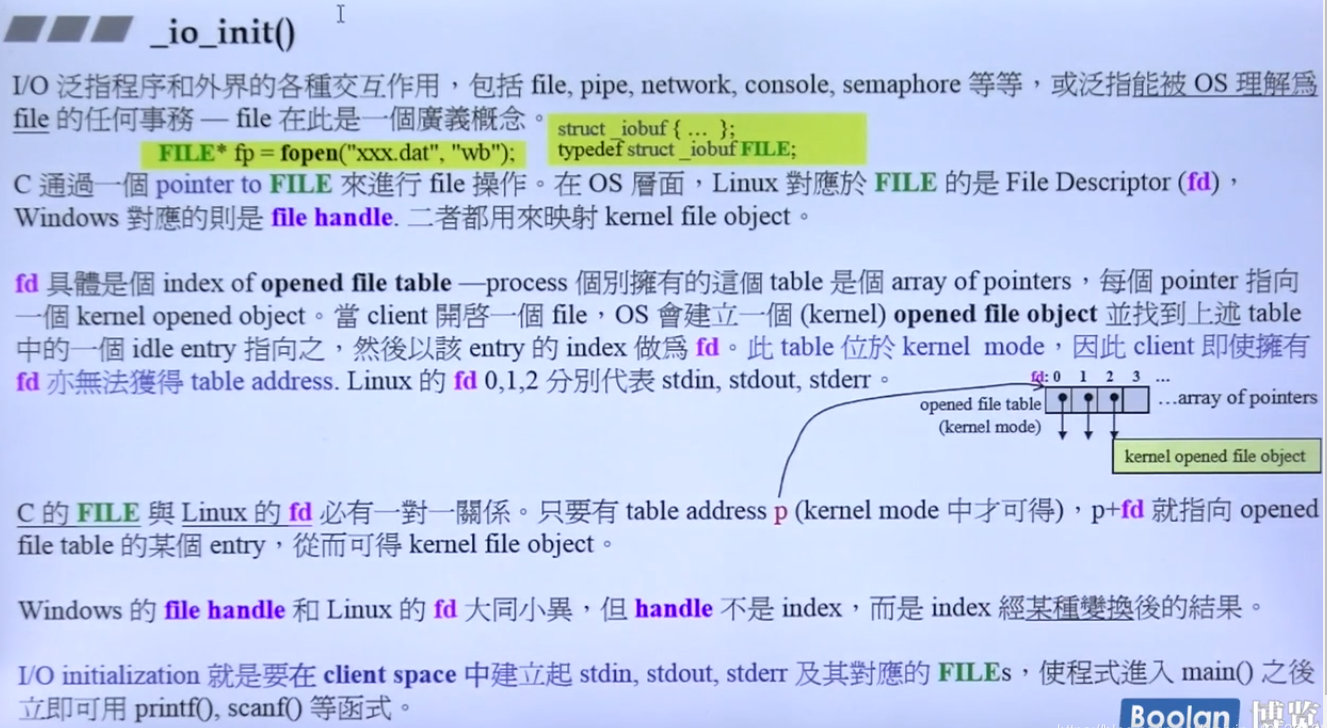 _io_init()
I/O 泛指程序和外界的各種交互作用，包括 file, pipe, network, console, semaphore 等等，或泛指能被 OS 理解爲
file 的任何事務 — file 在此是一個廣義概念。
struct _iobuf { … };
FILE* fp = fopen("xxx.dat", "wb");
typedef struct _iobuf FILE;
C 通過一個 pointer to FILE 來進行 file 操作。在 OS 層面，Linux 對應於 FILE 的是 File Descriptor (fd)，
Windows 對應的則是 file handle. 二者都用來映射 kernel file object。
fd 具體是個 index of opened file table —process 個別擁有的這個 table 是個 array of pointers，每個 pointer 指向
一個 kernel opened object。當 client 開啓一個 file，OS 會建立一個 (kernel) opened file object 並找到上述 table
中的一個 idle entry 指向之，然後以該 entry 的 index 做爲 fd。此 table 位於 kernel mode，因此 client 即使擁有
fd 亦無法獲得 table address. Linux 的 fd 0,1,2 分別代表 stdin, stdout, stderr。
fd: 0 1 2 3 …
opened file table
…array of pointers
(kernel mode)
kernel opened file object
C 的 FILE 與 Linux 的 fd 必有一對一關係。只要有 table address p (kernel mode 中才可得)，p+fd 就指向 opened
file table 的某個 entry，從而可得 kernel file object。
Windows 的 file handle 和 Linux 的 fd 大同小異，但 handle 不是 index，而是 index 經某種變換後的結果。
I/O initialization 就是要在 client space 中建立起 stdin, stdout, stderr 及其對應的 FILEs，使程式進入 main() 之後
立即可用 printf(), scanf() 等函式。
Boolan 博览